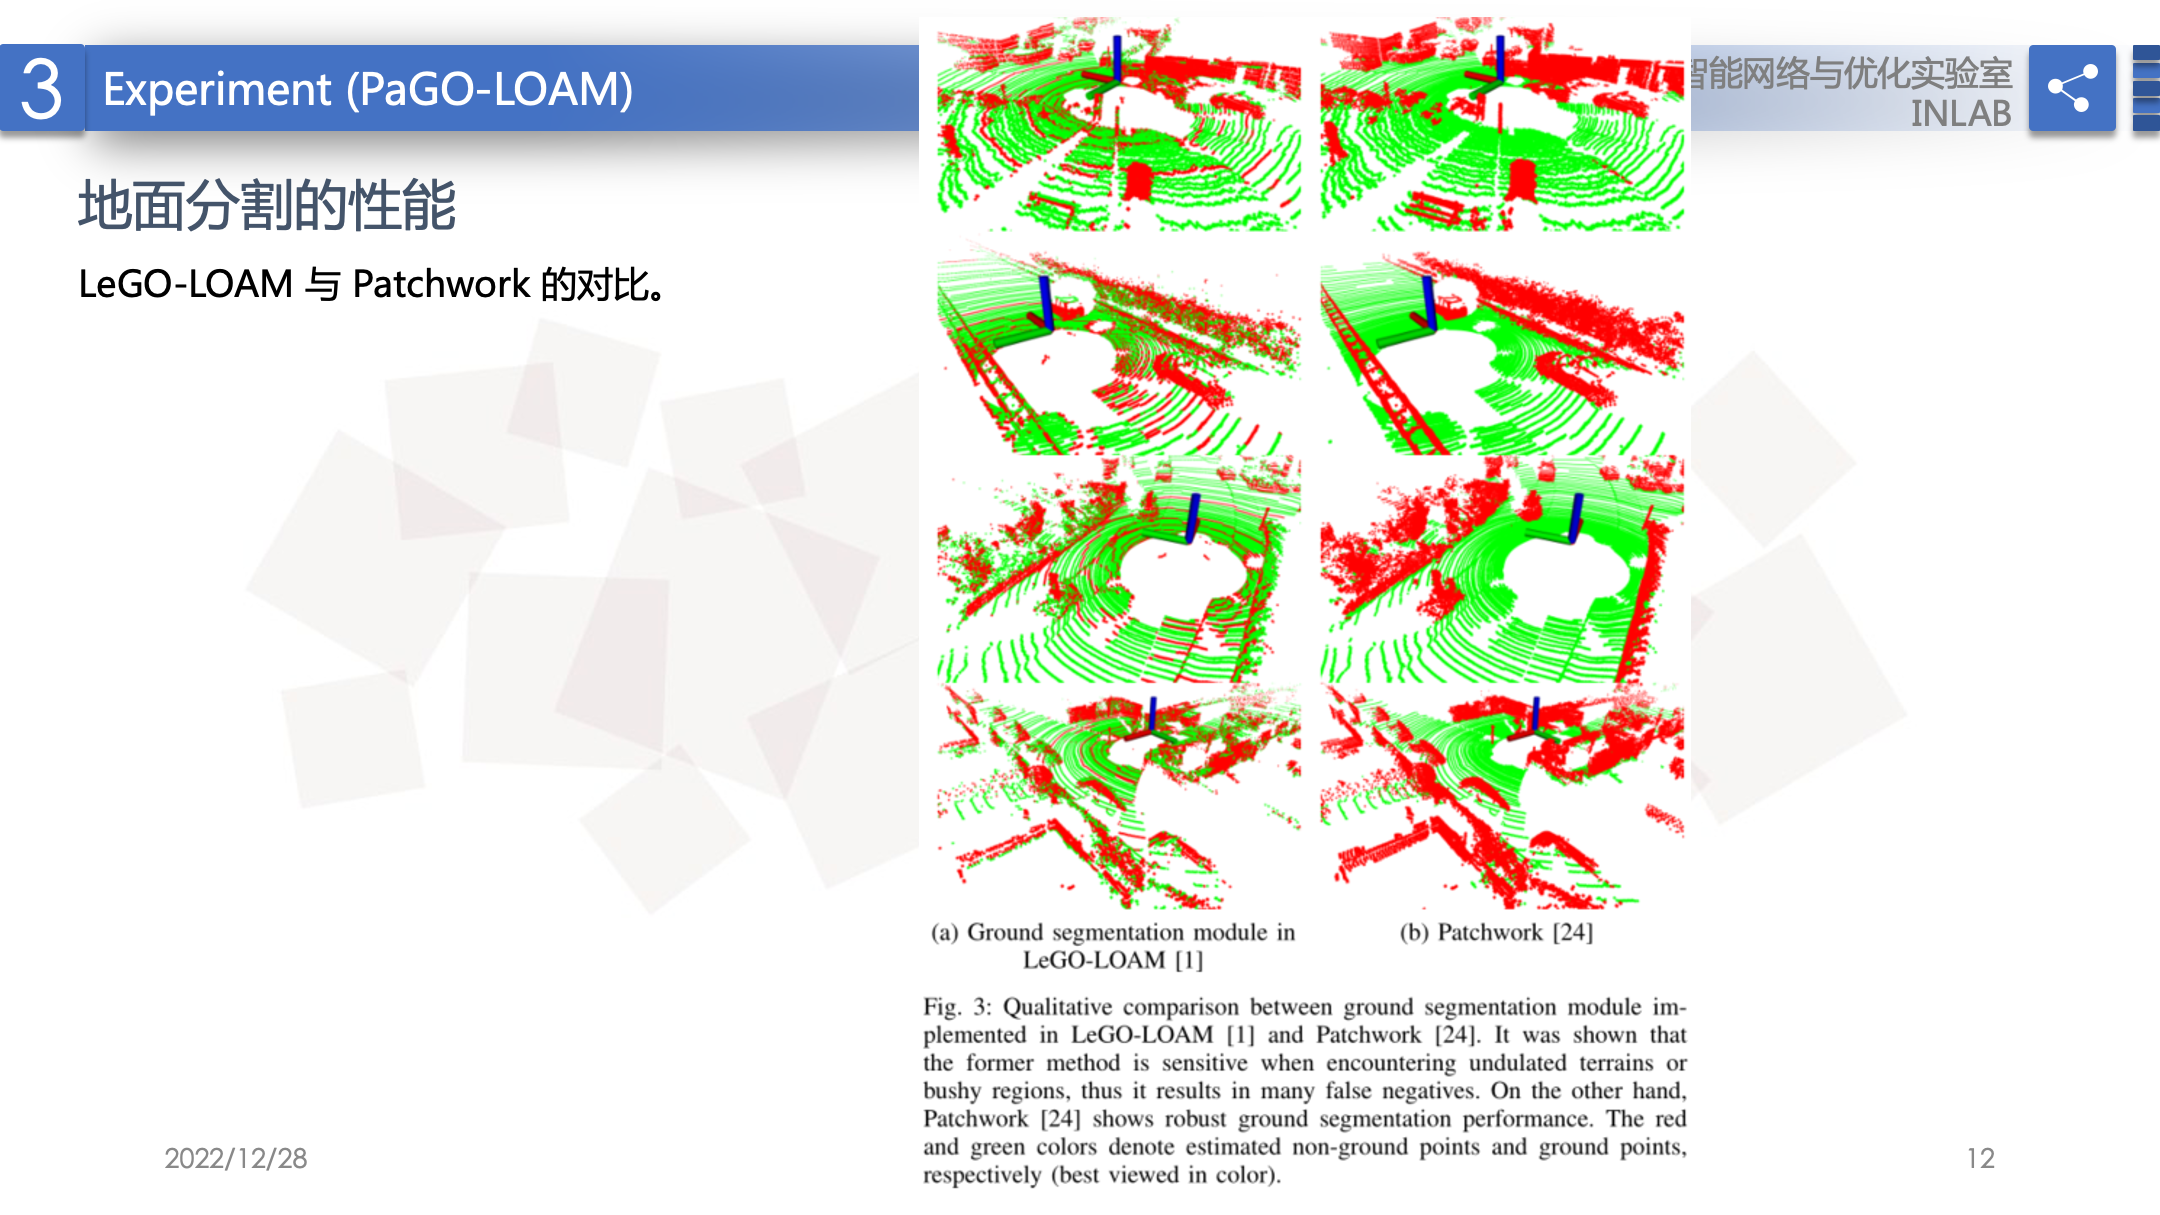 3
Experiment (PaGO-LOAM)
智能网络与优化实验室
INLAB
地面分割的性能
LeGO-LOAM 与 Patchwork 的对比。
(a) Ground segmentation module in
LeGO-LOAM [1]
(b) Patchwork [24]
Fig. 3: Qualitative comparison between ground segmentation module im-
plemented in LeGO-LOAM [1] and Patchwork [24]. It was shown that
the former method is sensitive when encountering undulated terrains or
bushy regions, thus it results in many false negatives. On the other hand,
Patchwork [24] shows robust ground segmentation performance. The red
and green colors denote estimated non-ground points and ground points,
respectively (best viewed in color).
2022/12/28
12